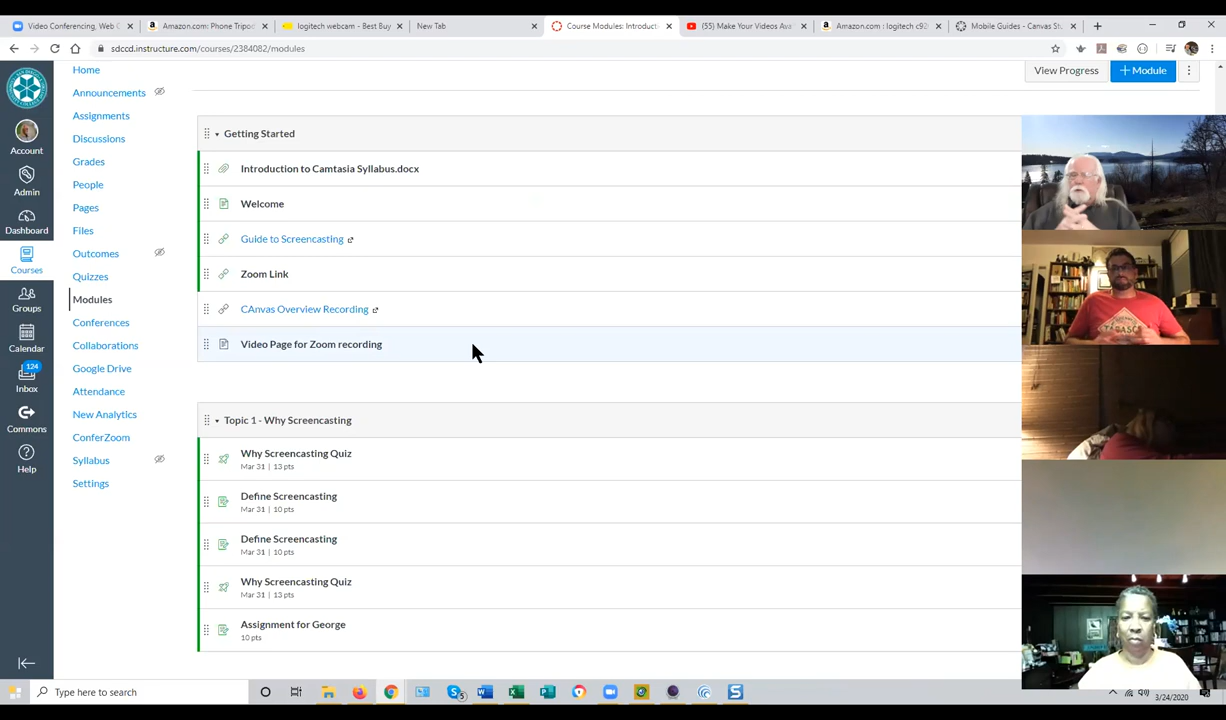 Video Conferencing, Web C
Amazon.com: Phone Tripod
logitech webcam - Best Buy
New Tab
Course Modules: Introducti
(55) Make Your Videos Awa
Amazon.com : logitech c92
Mobile Guides - Canvas Stu
sdccd.instructure.com/courses/2384082/modules
Account
Admin
Dashboard
Courses
Groups
Calendar
124
Inbox
Commons
Help
Home
Announcements
Assignments
Discussions
Grades
People
Pages
Files
Outcomes
Quizzes
Modules
Conferences
Collaborations
Google Drive
Attendance
New Analytics
ConferZoom
Syllabus
Settings
View Progress
+ Module
Getting Started
Introduction to Camtasia Syllabus.docx
Welcome
Guide to Screencasting
Zoom Link
CAnvas Overview Recording
Video Page for Zoom recording
Topic 1 - Why Screencasting
Why Screencasting Quiz
Mar 31 | 13 pts
Define Screencasting
Mar 31 | 10 pts
Define Screencasting
Mar 31 | 10 pts
Why Screencasting Quiz
Mar 31 | 13 pts
Assignment for George
10 pts
Type here to search
3/24/2020